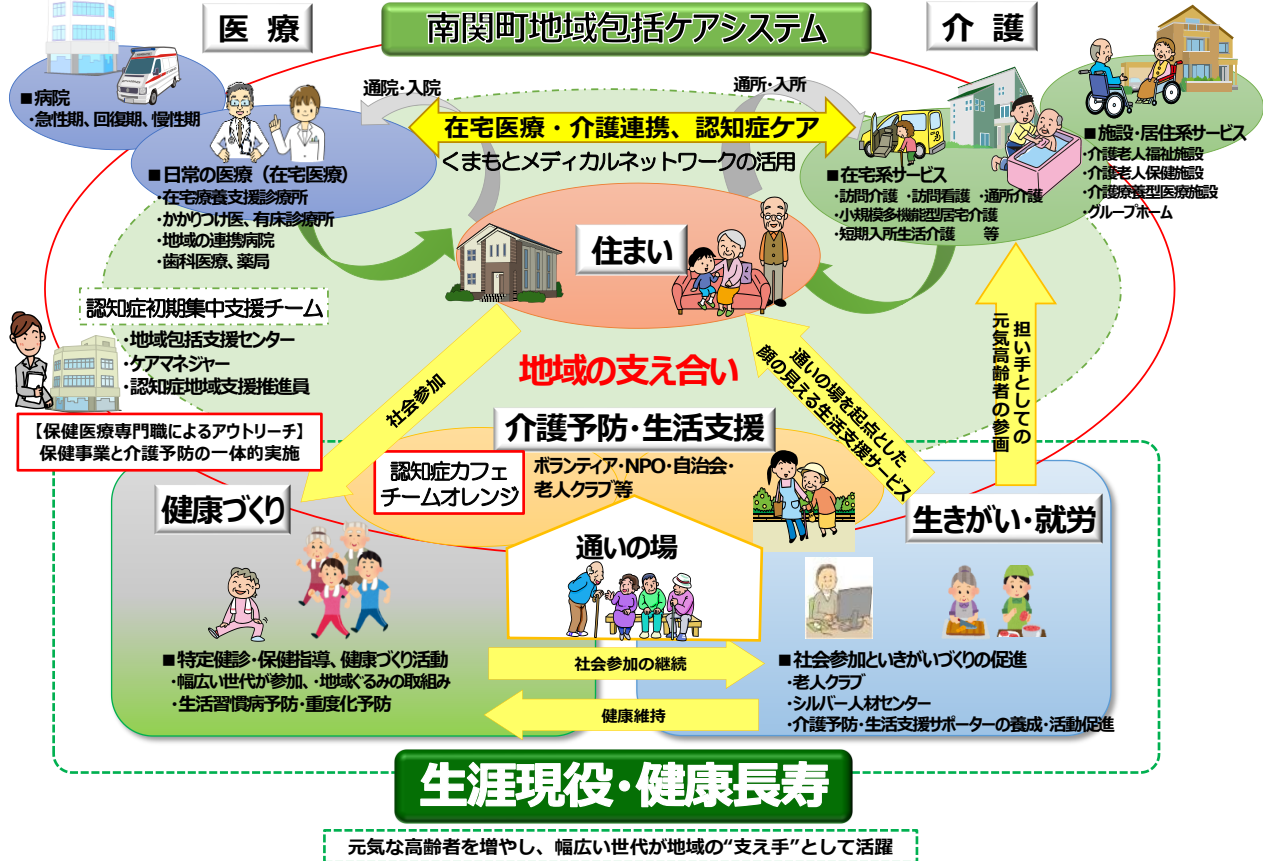 南関町地域包括ケアシステム
医 療
介 護
■病院
・急性期、回復期、慢性期
通院・入院
通所・入所
在宅医療・介護連携、認知症ケア
くまもとメディカルネットワークの活用
■日常の医療（在宅医療）
・在宅療養支援診療所
・かかりつけ医、有床診療所
・地域の連携病院
・歯科医療、薬局
■在宅系サービス
・訪問介護 ・訪問看護 ・通所介護
・小規模多機能型居宅介護
・短期入所生活介護 等
■施設・居住系サービス
・介護老人福祉施設
・介護老人保健施設
・介護療養型医療施設
・グループホーム
住まい
認知症初期集中支援チーム
・地域包括支援センター
・ケアマネジャー
・認知症地域支援推進員
【保健医療専門職によるアウトリーチ】
保健事業と介護予防の一体的実施
社会参加
地域の支え合い
通いの場を起点とした
顔の見える生活支援サービス
担い手としての
元気高齢者の参画
介護予防・生活支援
認知症カフェ
チームオレンジ
ボランティア・NPO・自治会・
老人クラブ等
健康づくり
通いの場
生きがい・就労
■特定健診・保健指導、健康づくり活動
・幅広い世代が参加、・地域ぐるみの取組み
・生活習慣病予防・重度化予防
社会参加の継続
健康維持
■社会参加といきがいづくりの促進
・老人クラブ
・シルバー人材センター
・介護予防・生活支援サポーターの養成・活動促進
生涯現役・健康長寿
元気な高齢者を増やし、幅広い世代が地域の“支え手”として活躍